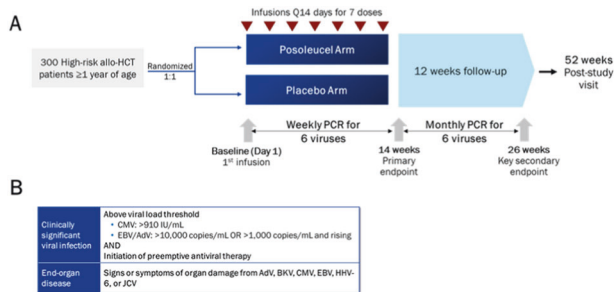 A
Infusions Q14 days for 7 doses
300 High-risk allo-HCT
patients ≥1 year of age
Randomized
1:1
Posoleucel Arm
Placebo Arm
12 weeks follow-up
52 weeks
Post-study
visit
Weekly PCR for
6 viruses
Monthly PCR for
6 viruses
Baseline (Day 1)
1st infusion
14 weeks
Primary
endpoint
26 weeks
Key secondary
endpoint
B
Clinically
significant
viral infection
Above viral load threshold
• CMV: >910 IU/mL
• EBV/AdV: >10,000 copies/mL OR >1,000 copies/mL and rising
AND
Initiation of preemptive antiviral therapy
End-organ
disease
Signs or symptoms of organ damage from AdV, BKV, CMV, EBV, HHV-
6, or JCV